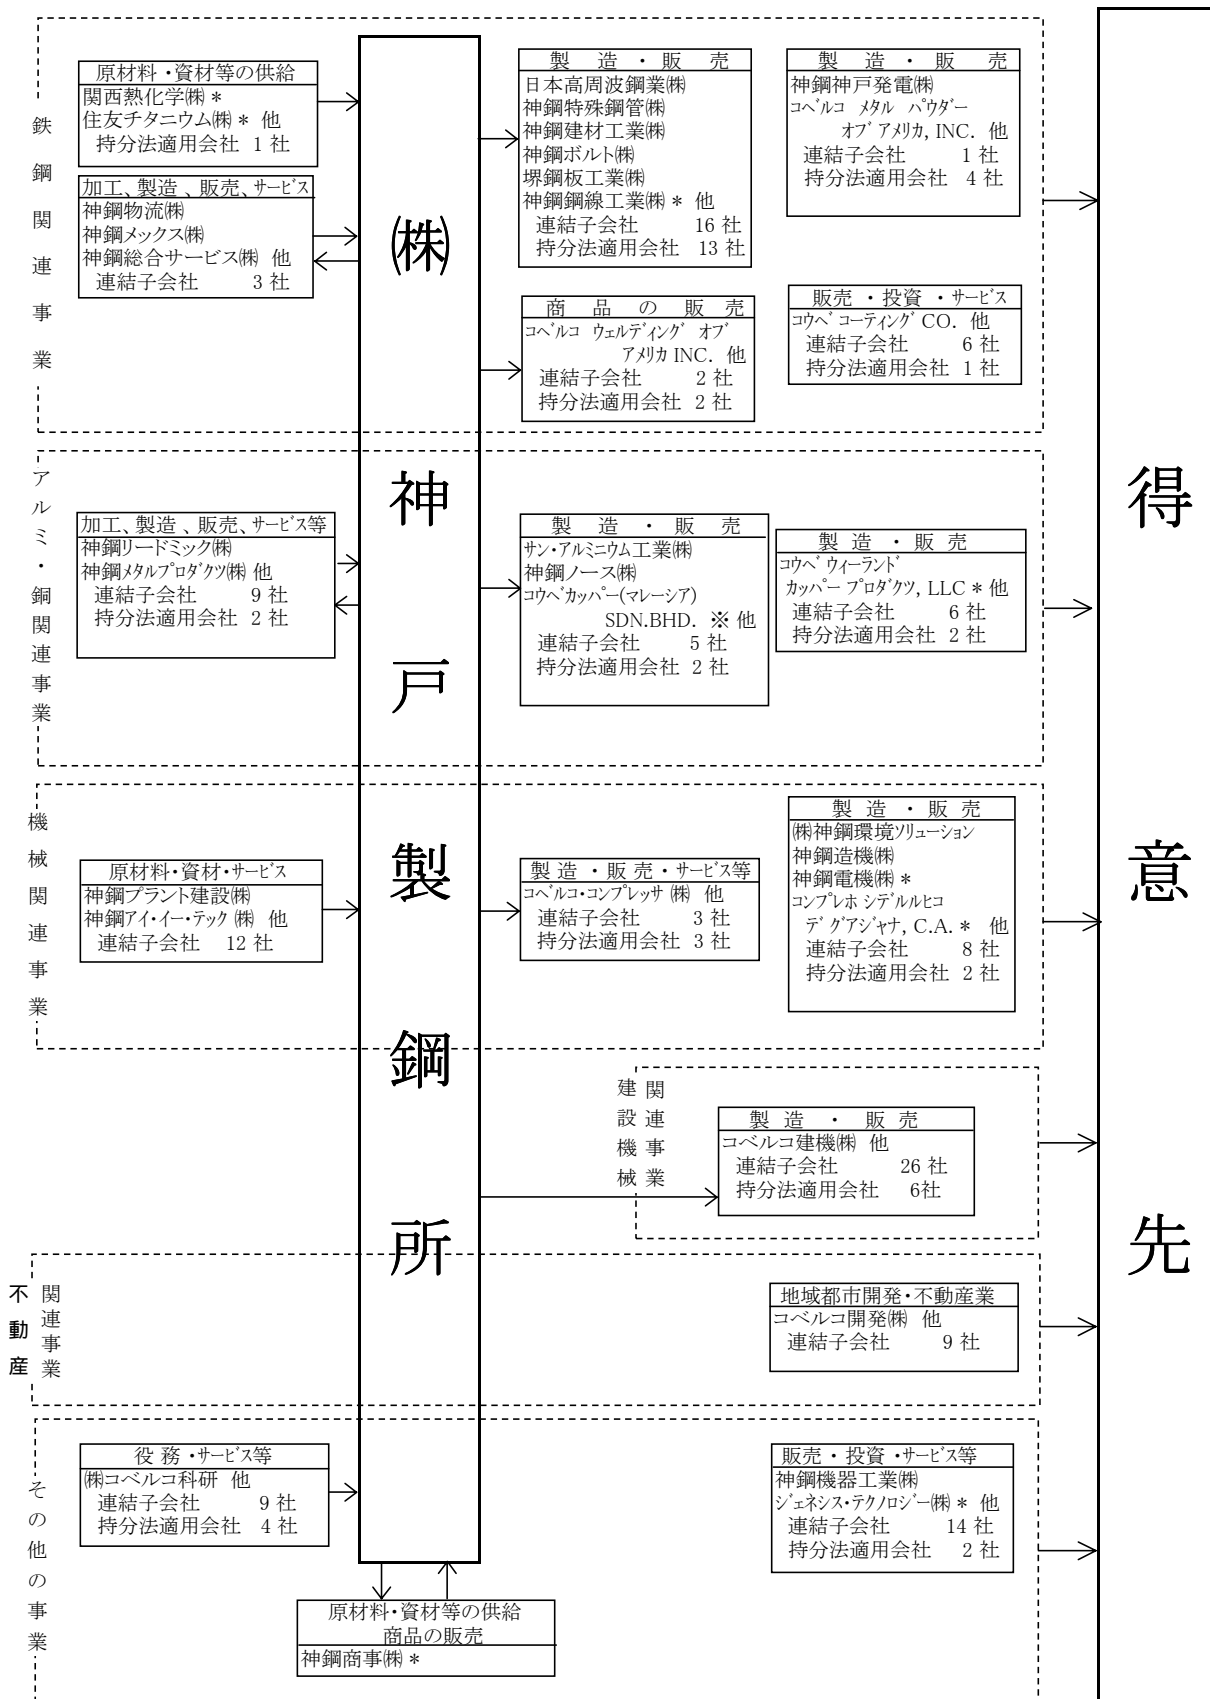 鉄鋼関連事業
原材料・資材等の供給
関西熱化学㈱ *
住友チタニウム㈱ * 他
持分法適用会社 1 社
加工、製造、販売、サービス
神鋼物流㈱
神鋼メックス㈱
神鋼総合サービス㈱ 他
連結子会社 3 社
製造・販売
日本高周波鋼業㈱
神鋼特殊鋼管㈱
神鋼建材工業㈱
神鋼ボルト㈱
堺鋼板工業㈱
神鋼鋼線工業㈱ * 他
連結子会社 16 社
持分法適用会社 13 社
製造・販売
神鋼神戸発電㈱
コベルコ メタル パウダー
オブ アメリカ, INC. 他
連結子会社 1 社
持分法適用会社 4 社
商品の販売
コベルコ ウェルディング オブ
アメリカ INC. 他
連結子会社 2 社
持分法適用会社 2 社
販売・投資・サービス
コウベ コーティング CO. 他
連結子会社 6 社
持分法適用会社 1 社
アルミ・銅関連事業
加工、製造、販売、サービス等
神鋼リードミック㈱
神鋼メタルプロダクツ㈱ 他
連結子会社 9 社
持分法適用会社 2 社
製造・販売
サン・アルミニウム工業㈱
神鋼ノース㈱
コウベカッパー(マレーシア)
SDN.BHD. ※ 他
連結子会社 5 社
持分法適用会社 2 社
製造・販売
コウベ ウィーランド
カッパー プロダクツ, LLC * 他
連結子会社 6 社
持分法適用会社 2 社
機械関連事業
原材料・資材・サービス
神鋼プラント建設㈱
神鋼アイ・イー・テック㈱ 他
連結子会社 12 社
製造・販売・サービス等
コベルコ・コンプレッサ㈱ 他
連結子会社 3 社
持分法適用会社 3 社
製造・販売
㈱神鋼環境ソリューション
神鋼造機㈱
神鋼電機㈱ *
コンプレホ シデルルヒコ
デ グアジャナ, C.A. * 他
連結子会社 8 社
持分法適用会社 2 社
建設機械
関連事業
製造・販売
コベルコ建機㈱ 他
連結子会社 26 社
持分法適用会社 6社
不動産
関連事業
地域都市開発・不動産業
コベルコ開発㈱ 他
連結子会社 9 社
その他の事業
役務・サービス等
㈱コベルコ科研 他
連結子会社 9 社
持分法適用会社 4 社
販売・投資・サービス等
神鋼機器工業㈱
ジェネシス・テクノロジー㈱ * 他
連結子会社 14 社
持分法適用会社 2 社
原材料・資材等の供給
商品の販売
神鋼商事㈱ *
㈱神戸製鋼所
得意先